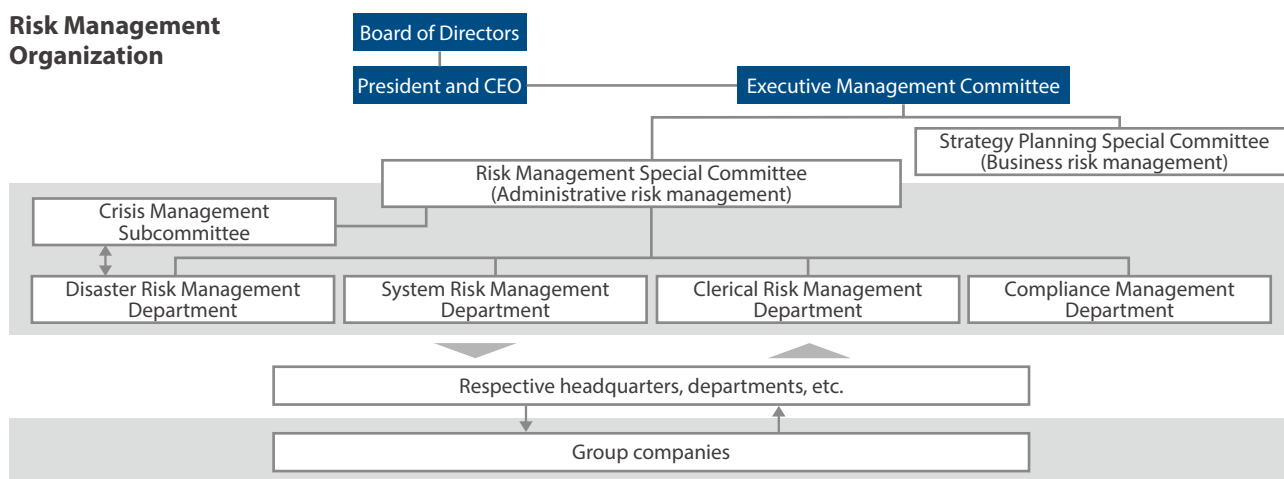 Risk Management
Organization
Board of Directors
President and CEO
Executive Management Committee
Strategy Planning Special Committee
(Business risk management)
Risk Management Special Committee
(Administrative risk management)
Crisis Management
Subcommittee
Disaster Risk Management
Department
System Risk Management
Department
Clerical Risk Management
Department
Compliance Management
Department
Respective headquarters, departments, etc.
Group companies